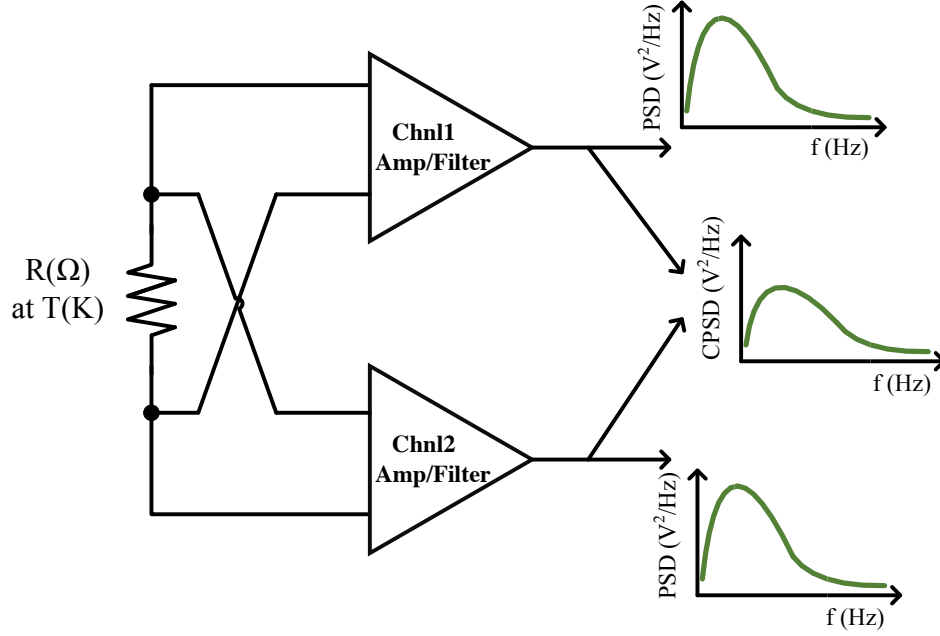 PSD (V²/Hz)
f (Hz)
Chnl1
Amp/Filter
R(Ω)
at T(K)
CPSD (V²/Hz)
f (Hz)
Chnl2
Amp/Filter
PSD (V²/Hz)
f (Hz)